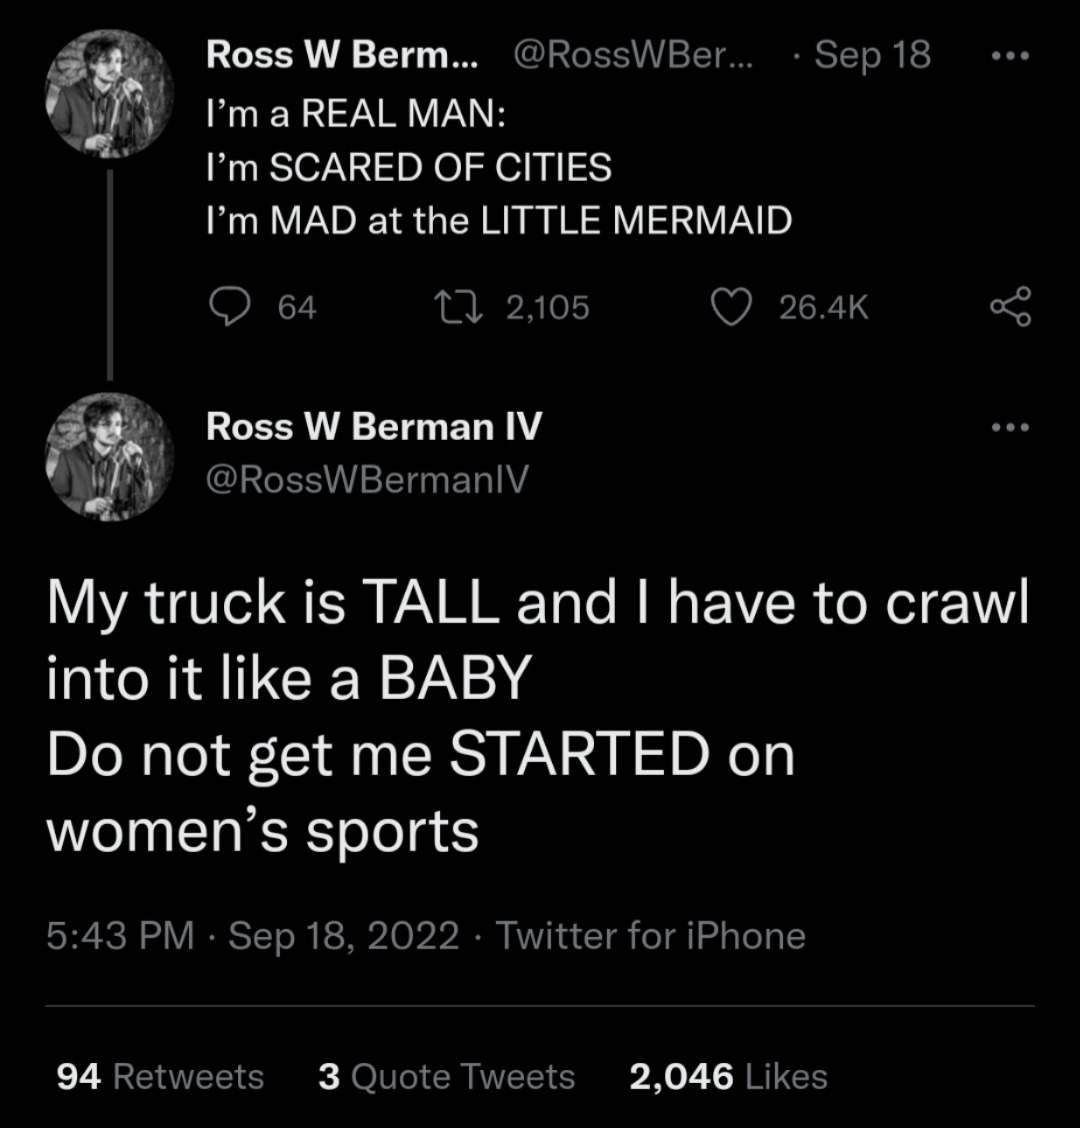 Ross W Berm... @RossWBer... · Sep 18
I’m a REAL MAN:
I’m SCARED OF CITIES
I’m MAD at the LITTLE MERMAID
64 2,105 26.4K
Ross W Berman IV
@RossWBermanIV
My truck is TALL and I have to crawl
into it like a BABY
Do not get me STARTED on
women’s sports
5:43 PM · Sep 18, 2022 · Twitter for iPhone
94 Retweets 3 Quote Tweets 2,046 Likes